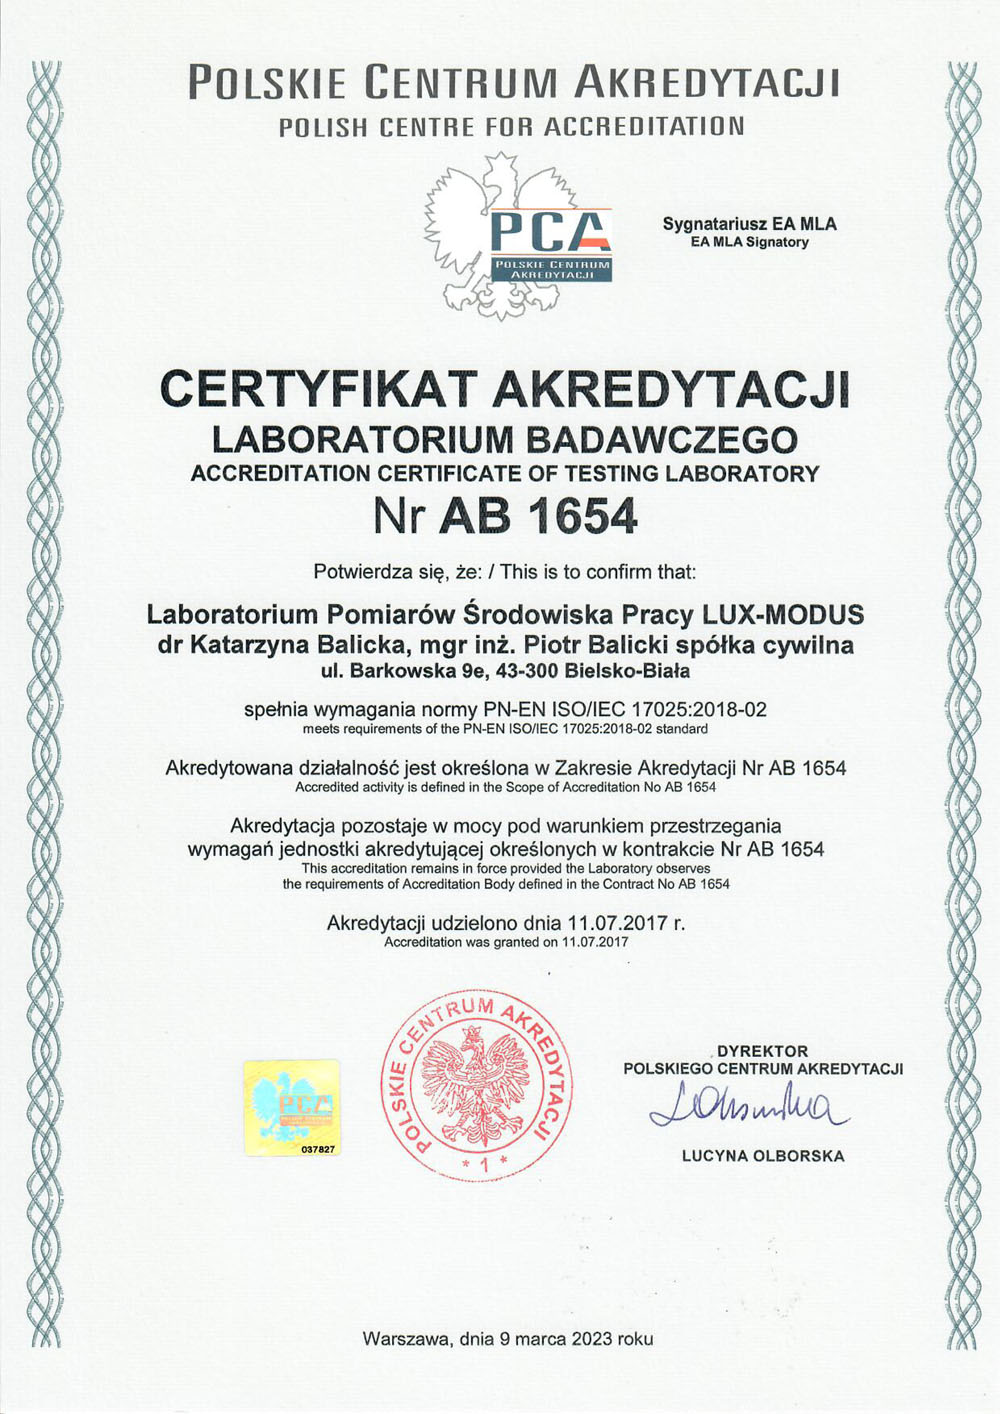 POLSKIE CENTRUM AKREDYTACJI
POLISH CENTRE FOR ACCREDITATION
PCA
POLSKIE CENTRUM
AKREDYTACJI
Sygnatariusz EA MLA
EA MLA Signatory
CERTYFIKAT AKREDYTACJI
LABORATORIUM BADAWCZEGO
ACCREDITATION CERTIFICATE OF TESTING LABORATORY
Nr AB 1654
Potwierdza się, że: / This is to confirm that:
Laboratorium Pomiarów Środowiska Pracy LUX-MODUS
dr Katarzyna Balicka, mgr inż. Piotr Balicki spółka cywilna
ul. Barkowska 9e, 43-300 Bielsko-Biała
spełnia wymagania normy PN-EN ISO/IEC 17025:2018-02
meets requirements of the PN-EN ISO/IEC 17025:2018-02 standard
Akredytowana działalność jest określona w Zakresie Akredytacji Nr AB 1654
Accredited activity is defined in the Scope of Accreditation No AB 1654
Akredytacja pozostaje w mocy pod warunkiem przestrzegania
wymagań jednostki akredytującej określonych w kontrakcie Nr AB 1654
This accreditation remains in force provided the Laboratory observes
the requirements of Accreditation Body defined in the Contract No AB 1654
Akredytacji udzielono dnia 11.07.2017 r.
Accreditation was granted on 11.07.2017
POLSKIE CENTRUM AKREDYTACJI
* 1 *
PCA
037827
DYREKTOR
POLSKIEGO CENTRUM AKREDYTACJI
LUCYNA OLBORSKA
Warszawa, dnia 9 marca 2023 roku